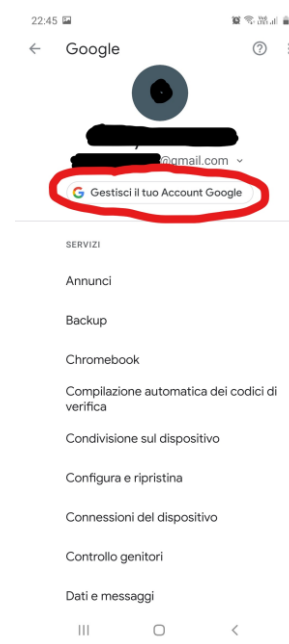 22:45
Google
@gmail.com
Gestisci il tuo Account Google
SERVIZI
Annunci
Backup
Chromebook
Compilazione automatica dei codici di
verifica
Condivisione sul dispositivo
Configura e ripristina
Connessioni del dispositivo
Controllo genitori
Dati e messaggi